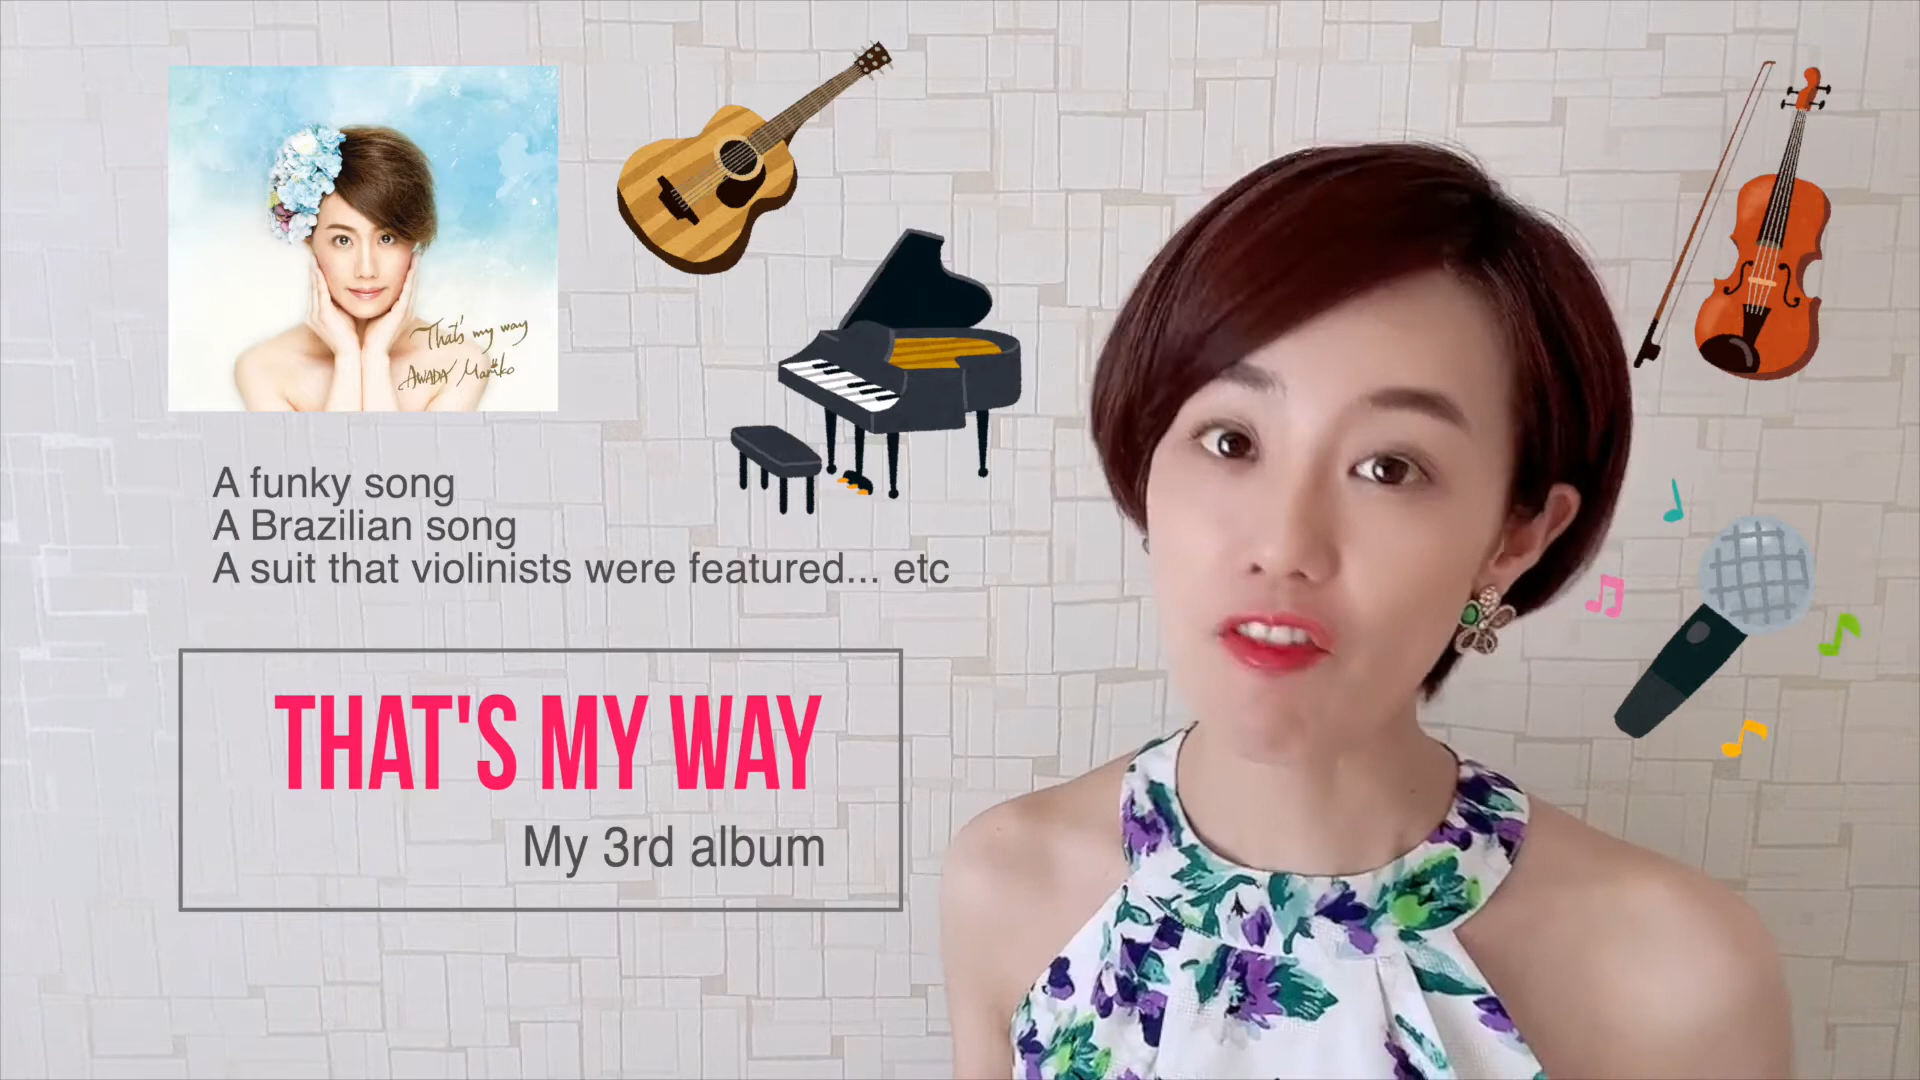 That's my way
AWADA Mariko
A funky song
A Brazilian song
A suit that violinists were featured... etc
THAT'S MY WAY
My 3rd album